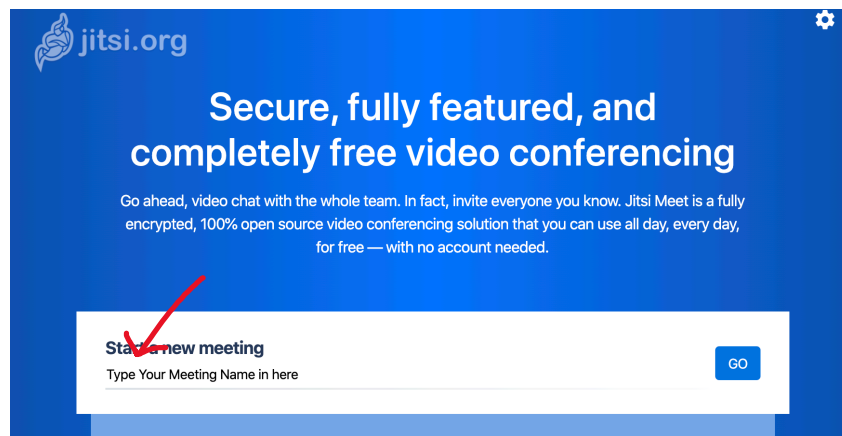 jitsi.org
Secure, fully featured, and
completely free video conferencing
Go ahead, video chat with the whole team. In fact, invite everyone you know. Jitsi Meet is a fully
encrypted, 100% open source video conferencing solution that you can use all day, every day,
for free — with no account needed.
Start a new meeting
Type Your Meeting Name in here
GO